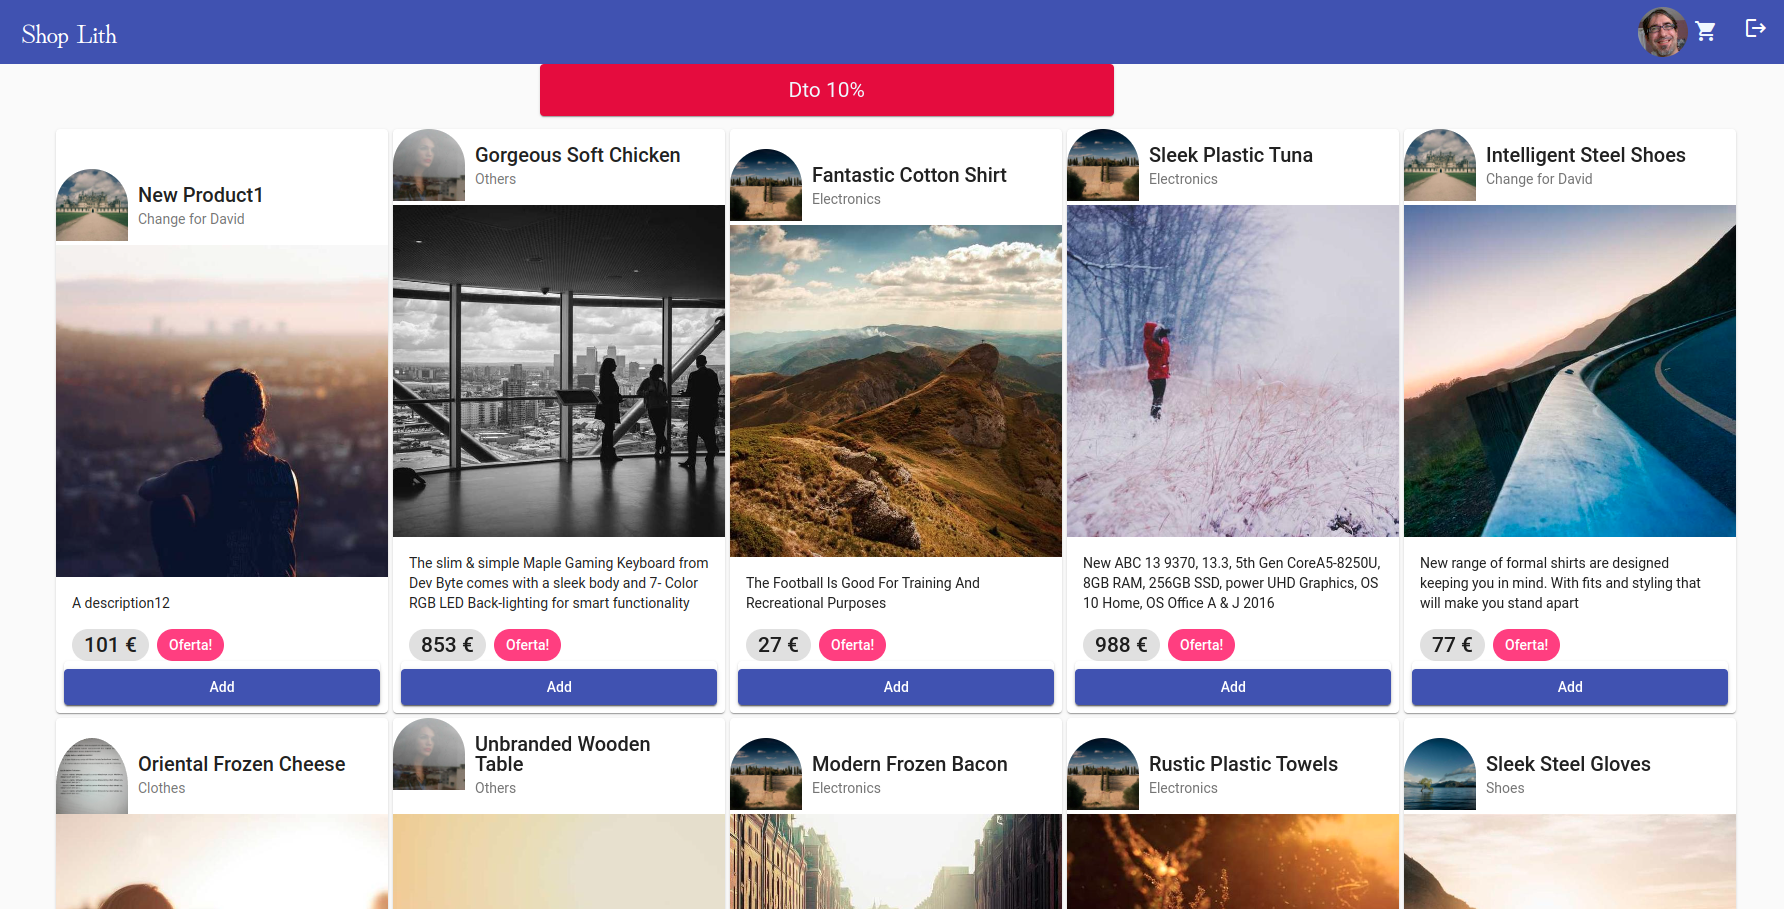 Shop Lith
Dto 10%
New Product1
Change for David
A description12
101 €
Oferta!
Add
Gorgeous Soft Chicken
Others
The slim & simple Maple Gaming Keyboard from
Dev Byte comes with a sleek body and 7- Color
RGB LED Back-lighting for smart functionality
853 €
Oferta!
Add
Fantastic Cotton Shirt
Electronics
The Football Is Good For Training And
Recreational Purposes
27 €
Oferta!
Add
Sleek Plastic Tuna
Electronics
New ABC 13 9370, 13.3, 5th Gen CoreA5-8250U,
8GB RAM, 256GB SSD, power UHD Graphics, OS
10 Home, OS Office A & J 2016
988 €
Oferta!
Add
Intelligent Steel Shoes
Change for David
New range of formal shirts are designed
keeping you in mind. With fits and styling that
will make you stand apart
77 €
Oferta!
Add
Oriental Frozen Cheese
Clothes
Unbranded Wooden
Table
Others
Modern Frozen Bacon
Electronics
Rustic Plastic Towels
Electronics
Sleek Steel Gloves
Shoes